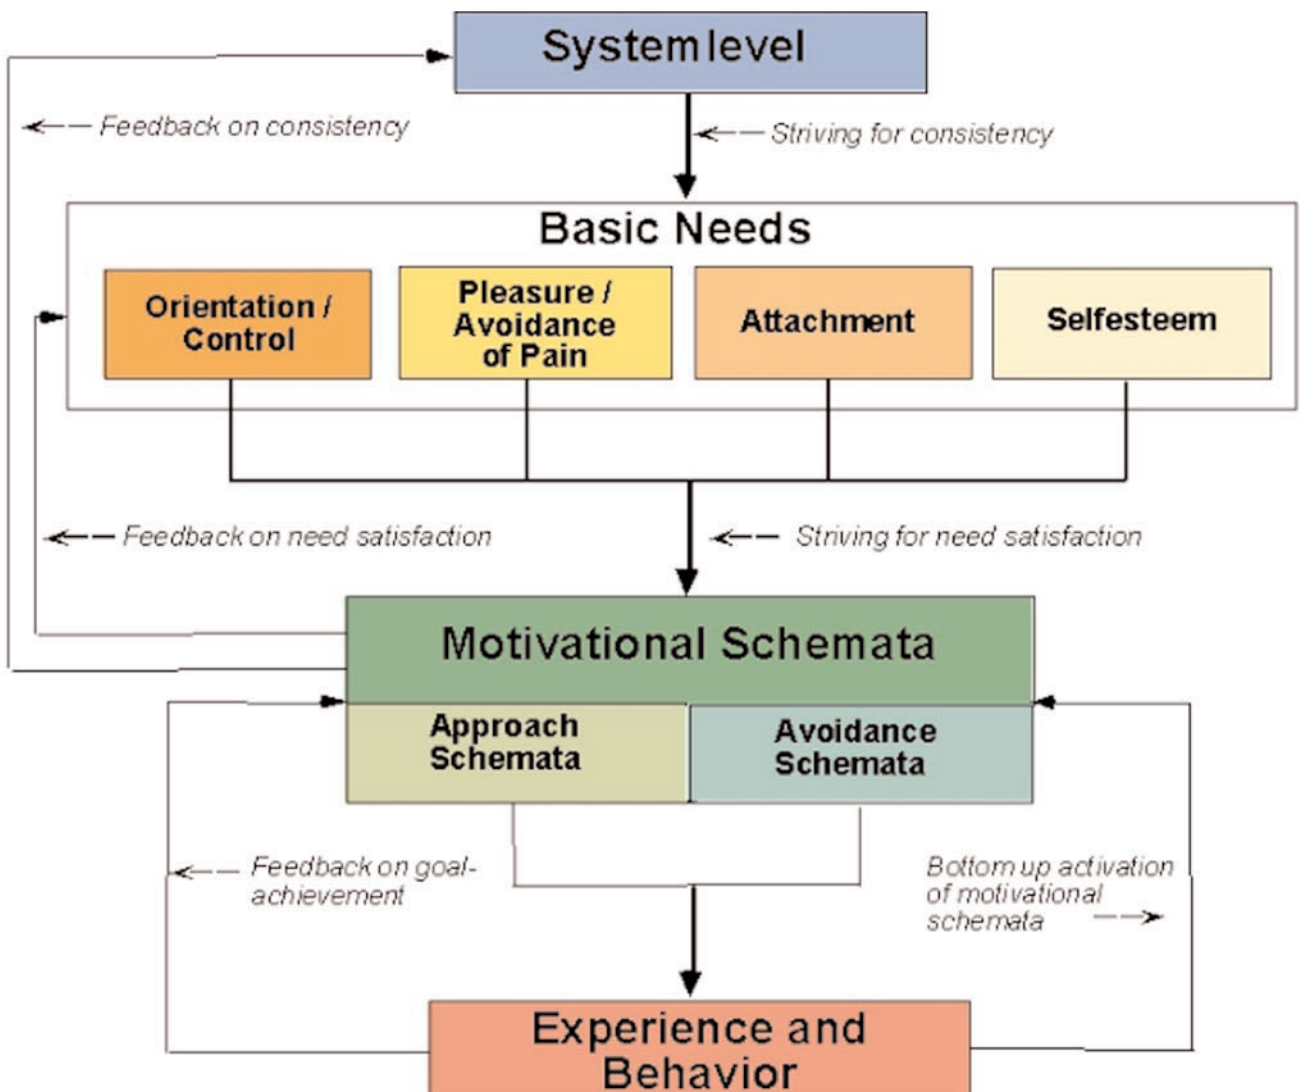 System level
Feedback on consistency
Striving for consistency
Basic Needs
Orientation /
Control
Pleasure /
Avoidance
of Pain
Attachment
Selfesteem
Feedback on need satisfaction
Striving for need satisfaction
Motivational Schemata
Approach
Schemata
Avoidance
Schemata
Feedback on goal-
achievement
Bottom up activation
of motivational
schemata
Experience and
Behavior